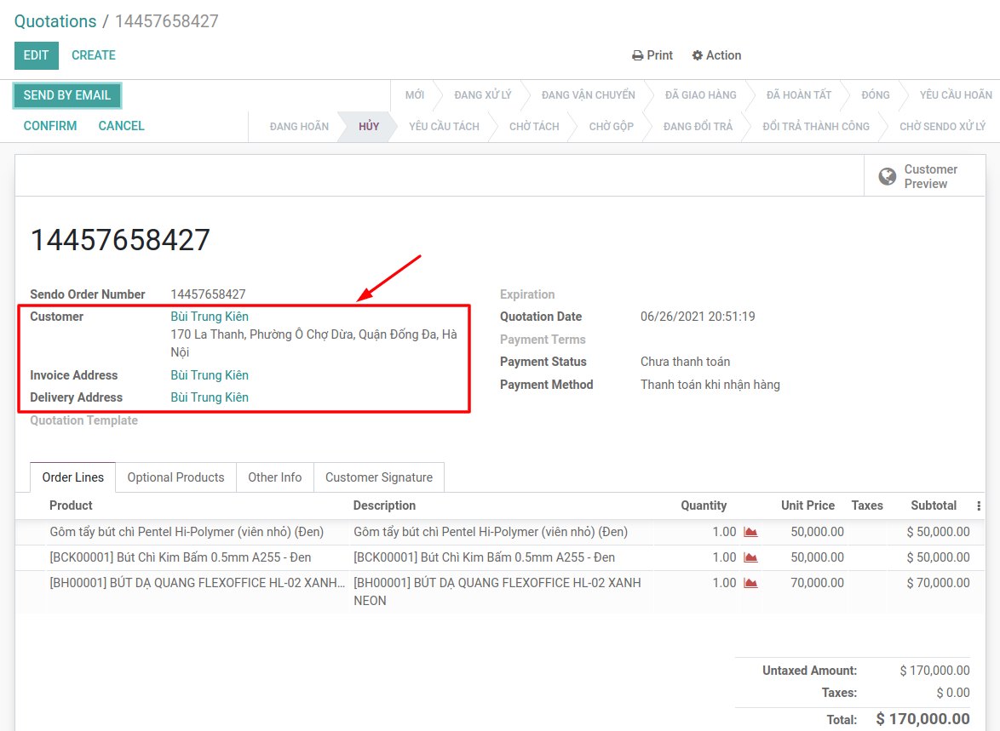 Quotations / 14457658427
EDIT CREATE Print Action
SEND BY EMAIL
CONFIRM CANCEL
MỚI ĐANG XỬ LÝ ĐANG VẬN CHUYỂN ĐÃ GIAO HÀNG ĐÃ HOÀN TẤT ĐÓNG YÊU CẦU HOÃN
ĐANG HOÃN HỦY YÊU CẦU TÁCH CHỜ TÁCH CHỜ GỘP ĐANG ĐỔI TRẢ ĐỔI TRẢ THÀNH CÔNG CHỜ SENDO XỬ LÝ
Customer
Preview
14457658427
Sendo Order Number 14457658427
Customer Bùi Trung Kiên
170 La Thanh, Phường Ô Chợ Dừa, Quận Đống Đa, Hà
Nội
Invoice Address Bùi Trung Kiên
Delivery Address Bùi Trung Kiên
Quotation Template
Expiration
Quotation Date 06/26/2021 20:51:19
Payment Terms
Payment Status Chưa thanh toán
Payment Method Thanh toán khi nhận hàng
Order Lines Optional Products Other Info Customer Signature
Product Description Quantity Unit Price Taxes Subtotal
Gôm tẩy bút chì Pentel Hi-Polymer (viên nhỏ) (Đen) Gôm tẩy bút chì Pentel Hi-Polymer (viên nhỏ) (Đen) 1.00 50,000.00 $ 50,000.00
[BCK00001] Bút Chì Kim Bấm 0.5mm A255 - Đen [BCK00001] Bút Chì Kim Bấm 0.5mm A255 - Đen 1.00 50,000.00 $ 50,000.00
[BH00001] BÚT DẠ QUANG FLEXOFFICE HL-02 XANH... [BH00001] BÚT DẠ QUANG FLEXOFFICE HL-02 XANH 1.00 70,000.00 $ 70,000.00
NEON
Untaxed Amount: $ 170,000.00
Taxes: $ 0.00
Total: $ 170,000.00